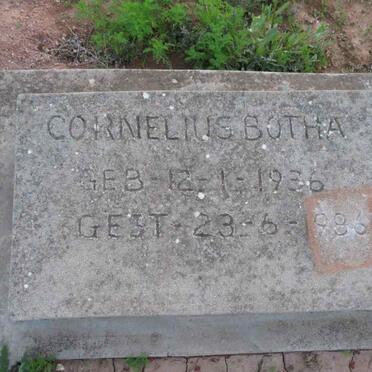 CORNELIUS BOTHA
GEB-12-1-1936
GEST-23-6-1986